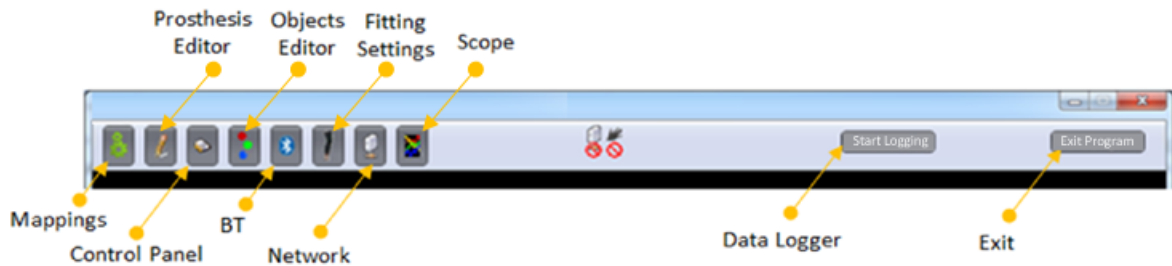 Prosthesis
Editor
Objects
Editor
Fitting
Settings
Scope
Start Logging
Exit Program
Mappings
Control Panel
BT
Network
Data Logger
Exit